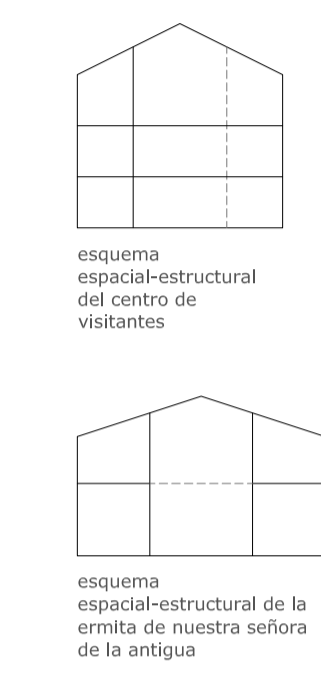 esquema
espacial-estructural
del centro de
visitantes
esquema
espacial-estructural de la
ermita de nuestra señora
de la antigua